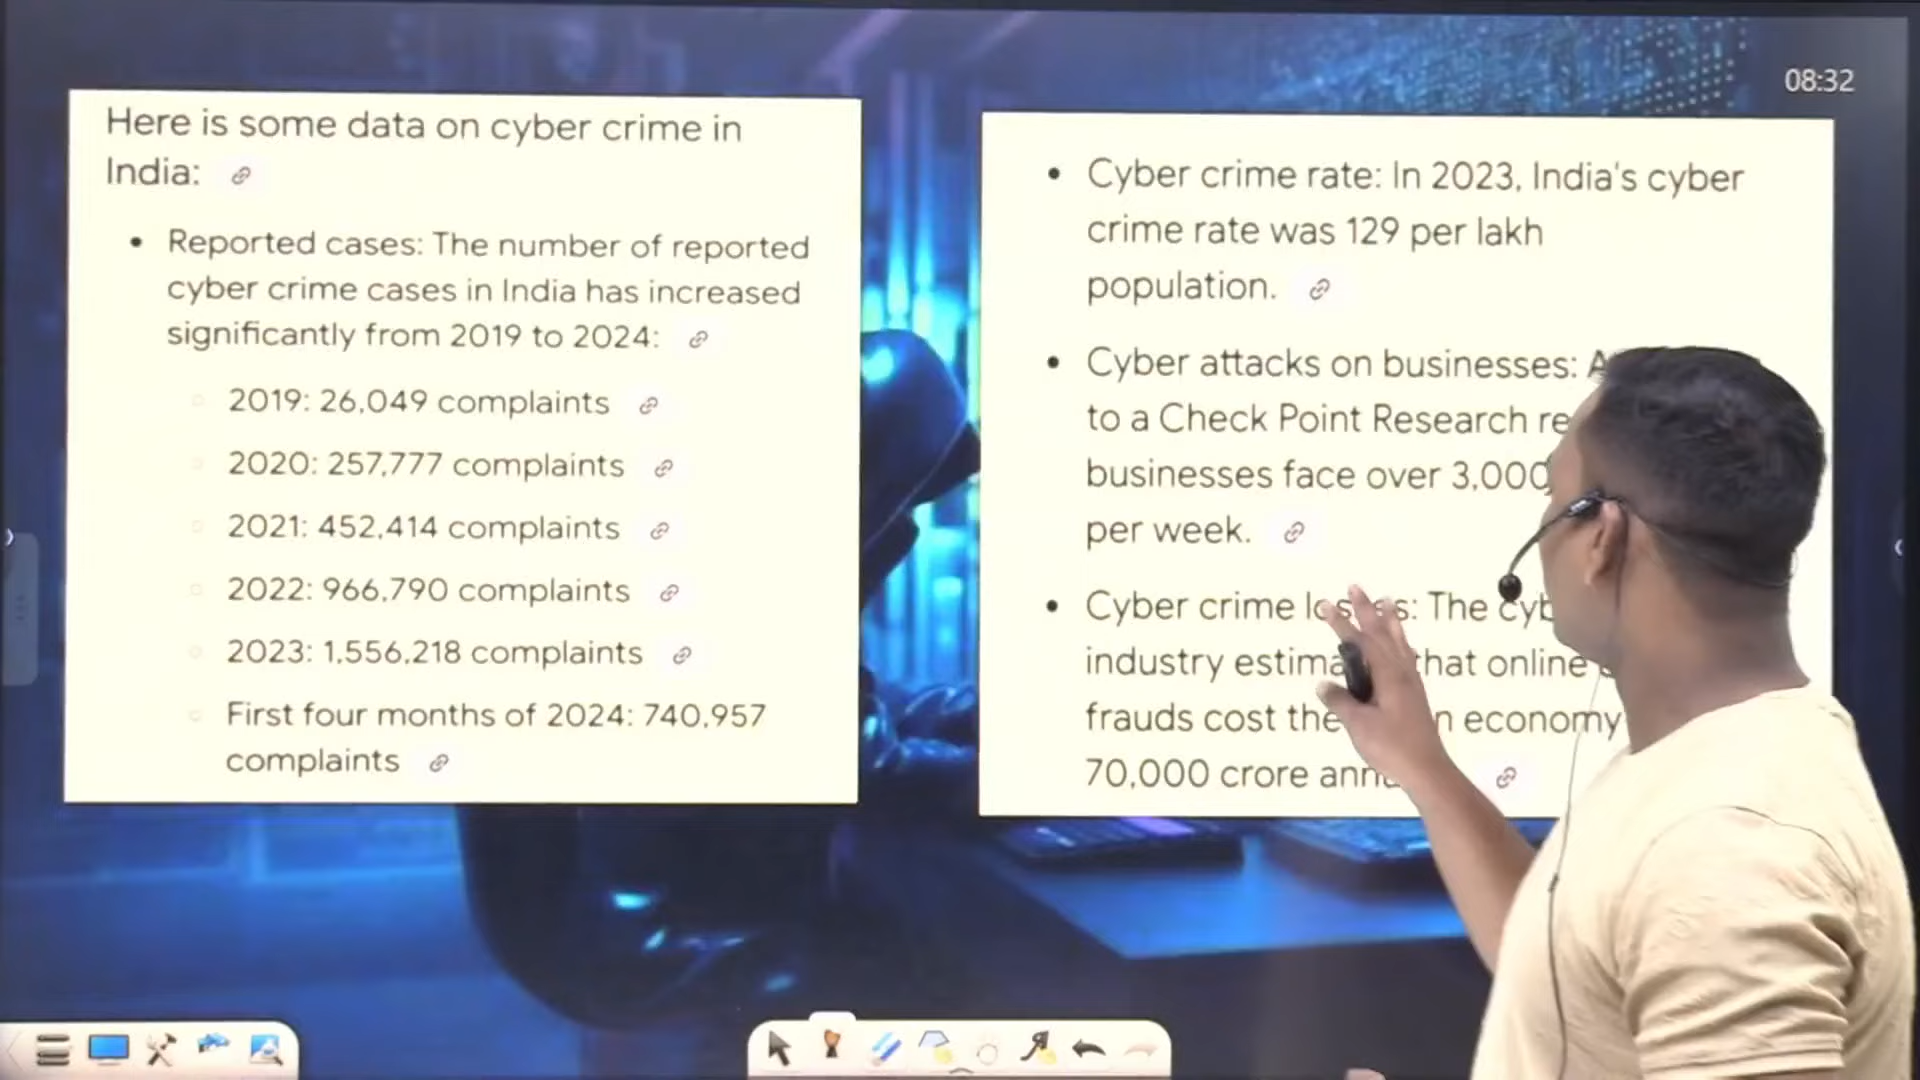 08:32
Here is some data on cyber crime in
India:
• Reported cases: The number of reported
cyber crime cases in India has increased
significantly from 2019 to 2024:
2019: 26,049 complaints
2020: 257,777 complaints
2021: 452,414 complaints
2022: 966,790 complaints
2023: 1,556,218 complaints
First four months of 2024: 740,957
complaints
• Cyber crime rate: In 2023, India's cyber
crime rate was 129 per lakh
population.
• Cyber attacks on businesses:
to a Check Point Research
businesses face over 3,000
per week.
• Cyber crime The
industry that online
frauds cost the economy
70,000 crore